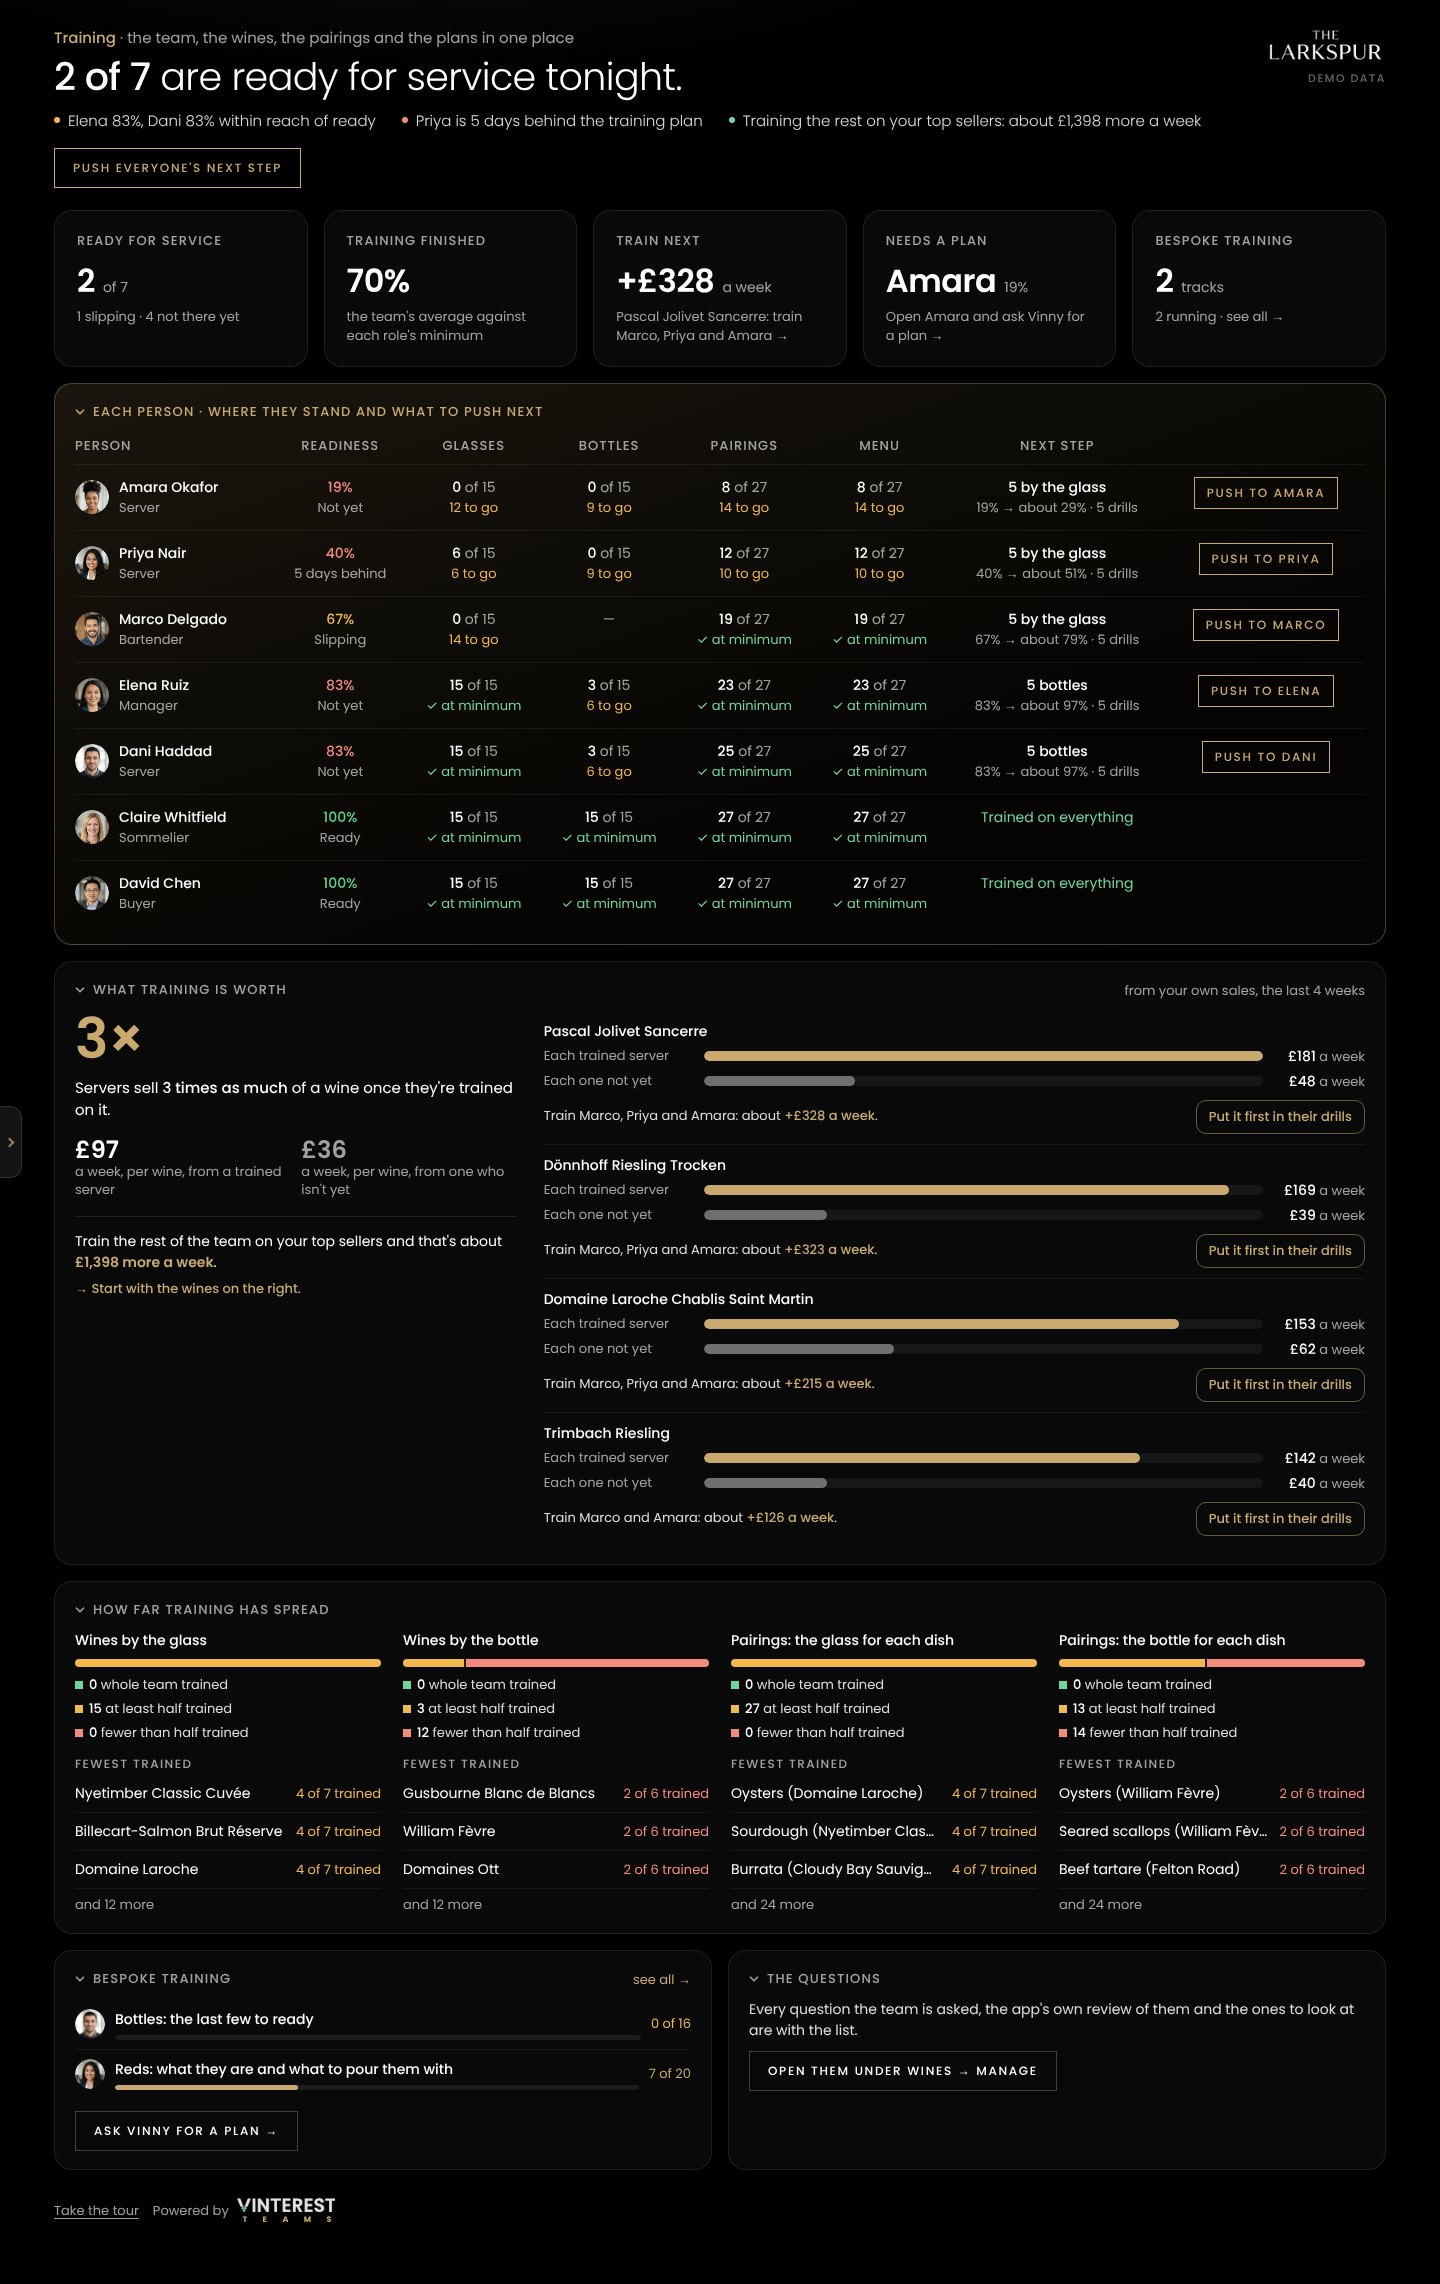 Training · the team, the wines, the pairings and the plans in one place
THE
LARKSPUR
DEMO DATA
2 of 7 are ready for service tonight.
Elena 83%, Dani 83% within reach of ready
Priya is 5 days behind the training plan
Training the rest on your top sellers: about £1,398 more a week
PUSH EVERYONE'S NEXT STEP
READY FOR SERVICE
2 of 7
1 slipping · 4 not there yet
TRAINING FINISHED
70%
the team's average against
each role's minimum
TRAIN NEXT
+£328 a week
Pascal Jolivet Sancerre: train
Marco, Priya and Amara →
NEEDS A PLAN
Amara 19%
Open Amara and ask Vinny for
a plan →
BESPOKE TRAINING
2 tracks
2 running · see all →
EACH PERSON · WHERE THEY STAND AND WHAT TO PUSH NEXT
PERSON READINESS GLASSES BOTTLES PAIRINGS MENU NEXT STEP
Amara Okafor 19% 0 of 15 0 of 15 8 of 27 8 of 27 5 by the glass PUSH TO AMARA
Server Not yet 12 to go 9 to go 14 to go 14 to go 19% → about 29% · 5 drills
Priya Nair 40% 6 of 15 0 of 15 12 of 27 12 of 27 5 by the glass PUSH TO PRIYA
Server 5 days behind 6 to go 9 to go 10 to go 10 to go 40% → about 51% · 5 drills
Marco Delgado 67% 0 of 15 — 19 of 27 19 of 27 5 by the glass PUSH TO MARCO
Bartender Slipping 14 to go ✓ at minimum ✓ at minimum 67% → about 79% · 5 drills
Elena Ruiz 83% 15 of 15 3 of 15 23 of 27 23 of 27 5 bottles PUSH TO ELENA
Manager Not yet ✓ at minimum 6 to go ✓ at minimum ✓ at minimum 83% → about 97% · 5 drills
Dani Haddad 83% 15 of 15 3 of 15 25 of 27 25 of 27 5 bottles PUSH TO DANI
Server Not yet ✓ at minimum 6 to go ✓ at minimum ✓ at minimum 83% → about 97% · 5 drills
Claire Whitfield 100% 15 of 15 15 of 15 27 of 27 27 of 27 Trained on everything
Sommelier Ready ✓ at minimum ✓ at minimum ✓ at minimum ✓ at minimum
David Chen 100% 15 of 15 15 of 15 27 of 27 27 of 27 Trained on everything
Buyer Ready ✓ at minimum ✓ at minimum ✓ at minimum ✓ at minimum
WHAT TRAINING IS WORTH
from your own sales, the last 4 weeks
3×
Servers sell 3 times as much of a wine once they're trained
on it.
£97
a week, per wine, from a trained
server
£36
a week, per wine, from one who
isn't yet
Train the rest of the team on your top sellers and that's about
£1,398 more a week.
→ Start with the wines on the right.
Pascal Jolivet Sancerre
Each trained server £181 a week
Each one not yet £48 a week
Train Marco, Priya and Amara: about +£328 a week. Put it first in their drills
Dönnhoff Riesling Trocken
Each trained server £169 a week
Each one not yet £39 a week
Train Marco, Priya and Amara: about +£323 a week. Put it first in their drills
Domaine Laroche Chablis Saint Martin
Each trained server £153 a week
Each one not yet £62 a week
Train Marco, Priya and Amara: about +£215 a week. Put it first in their drills
Trimbach Riesling
Each trained server £142 a week
Each one not yet £40 a week
Train Marco and Amara: about +£126 a week. Put it first in their drills
HOW FAR TRAINING HAS SPREAD
Wines by the glass
0 whole team trained
15 at least half trained
0 fewer than half trained
FEWEST TRAINED
Nyetimber Classic Cuvée 4 of 7 trained
Billecart-Salmon Brut Réserve 4 of 7 trained
Domaine Laroche 4 of 7 trained
and 12 more
Wines by the bottle
0 whole team trained
3 at least half trained
12 fewer than half trained
FEWEST TRAINED
Gusbourne Blanc de Blancs 2 of 6 trained
William Fèvre 2 of 6 trained
Domaines Ott 2 of 6 trained
and 12 more
Pairings: the glass for each dish
0 whole team trained
27 at least half trained
0 fewer than half trained
FEWEST TRAINED
Oysters (Domaine Laroche) 4 of 7 trained
Sourdough (Nyetimber Clas... 4 of 7 trained
Burrata (Cloudy Bay Sauvig... 4 of 7 trained
and 24 more
Pairings: the bottle for each dish
0 whole team trained
13 at least half trained
14 fewer than half trained
FEWEST TRAINED
Oysters (William Fèvre) 2 of 6 trained
Seared scallops (William Fèv... 2 of 6 trained
Beef tartare (Felton Road) 2 of 6 trained
and 24 more
BESPOKE TRAINING
see all →
Bottles: the last few to ready 0 of 16
Reds: what they are and what to pour them with 7 of 20
ASK VINNY FOR A PLAN →
THE QUESTIONS
Every question the team is asked, the app's own review of them and the ones to look at
are with the list.
OPEN THEM UNDER WINES → MANAGE
Take the tour Powered by VINTEREST
TEAMS